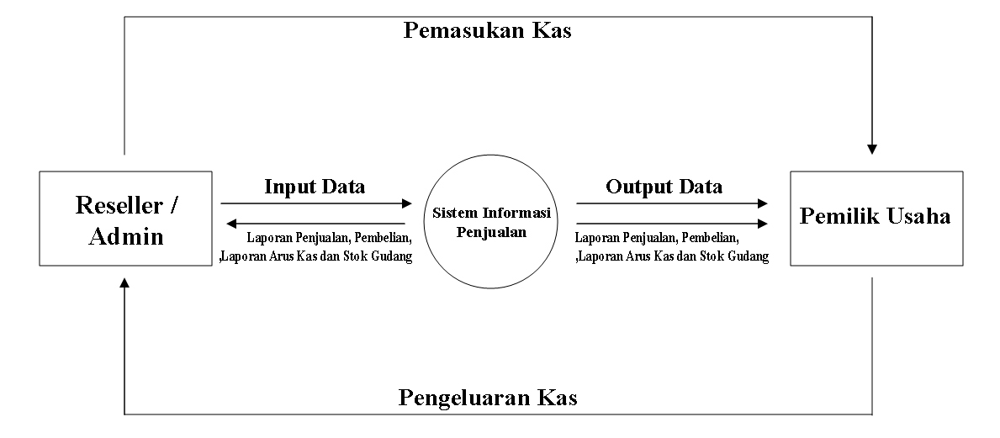 Pemasukan Kas
Reseller /
Admin
Input Data
Laporan Penjualan, Pembelian,
,Laporan Arus Kas dan Stok Gudang
Sistem Informasi
Penjualan
Output Data
Laporan Penjualan, Pembelian,
,Laporan Arus Kas dan Stok Gudang
Pemilik Usaha
Pengeluaran Kas